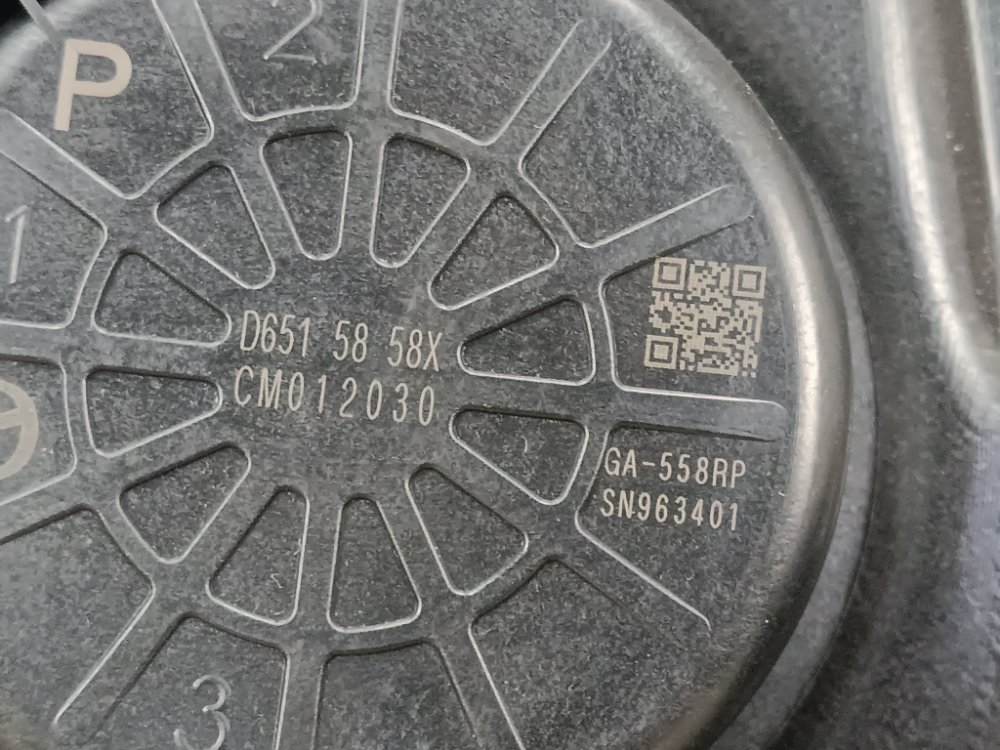 P
2
1
D651 58 58X
CM012030
GA-558RP
SN963401
3